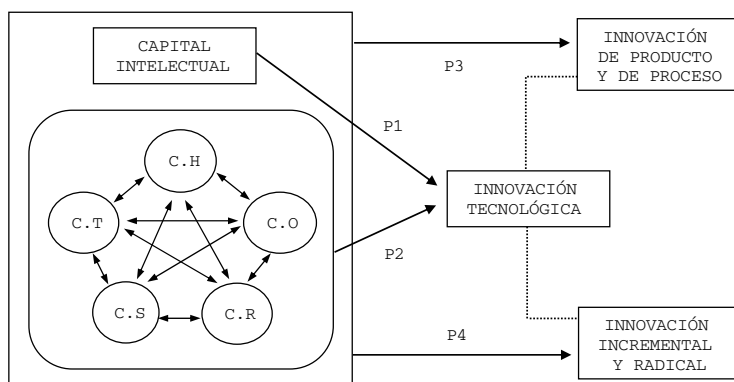 CAPITAL
INTELECTUAL
INNOVACIÓN
DE PRODUCTO
Y DE PROCESO
P3
P1
C.H
C.T
C.O
INNOVACIÓN
TECNOLÓGICA
P2
C.S
C.R
P4
INNOVACIÓN
INCREMENTAL
Y RADICAL